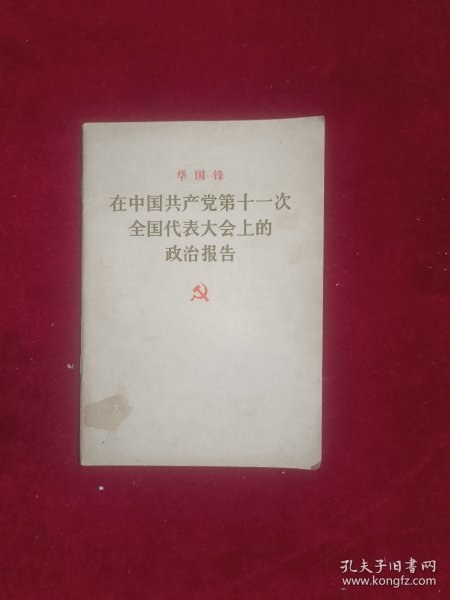 华国锋
在中国共产党第十一次
全国代表大会上的
政治报告
孔夫子旧书网
www.kongfz.com